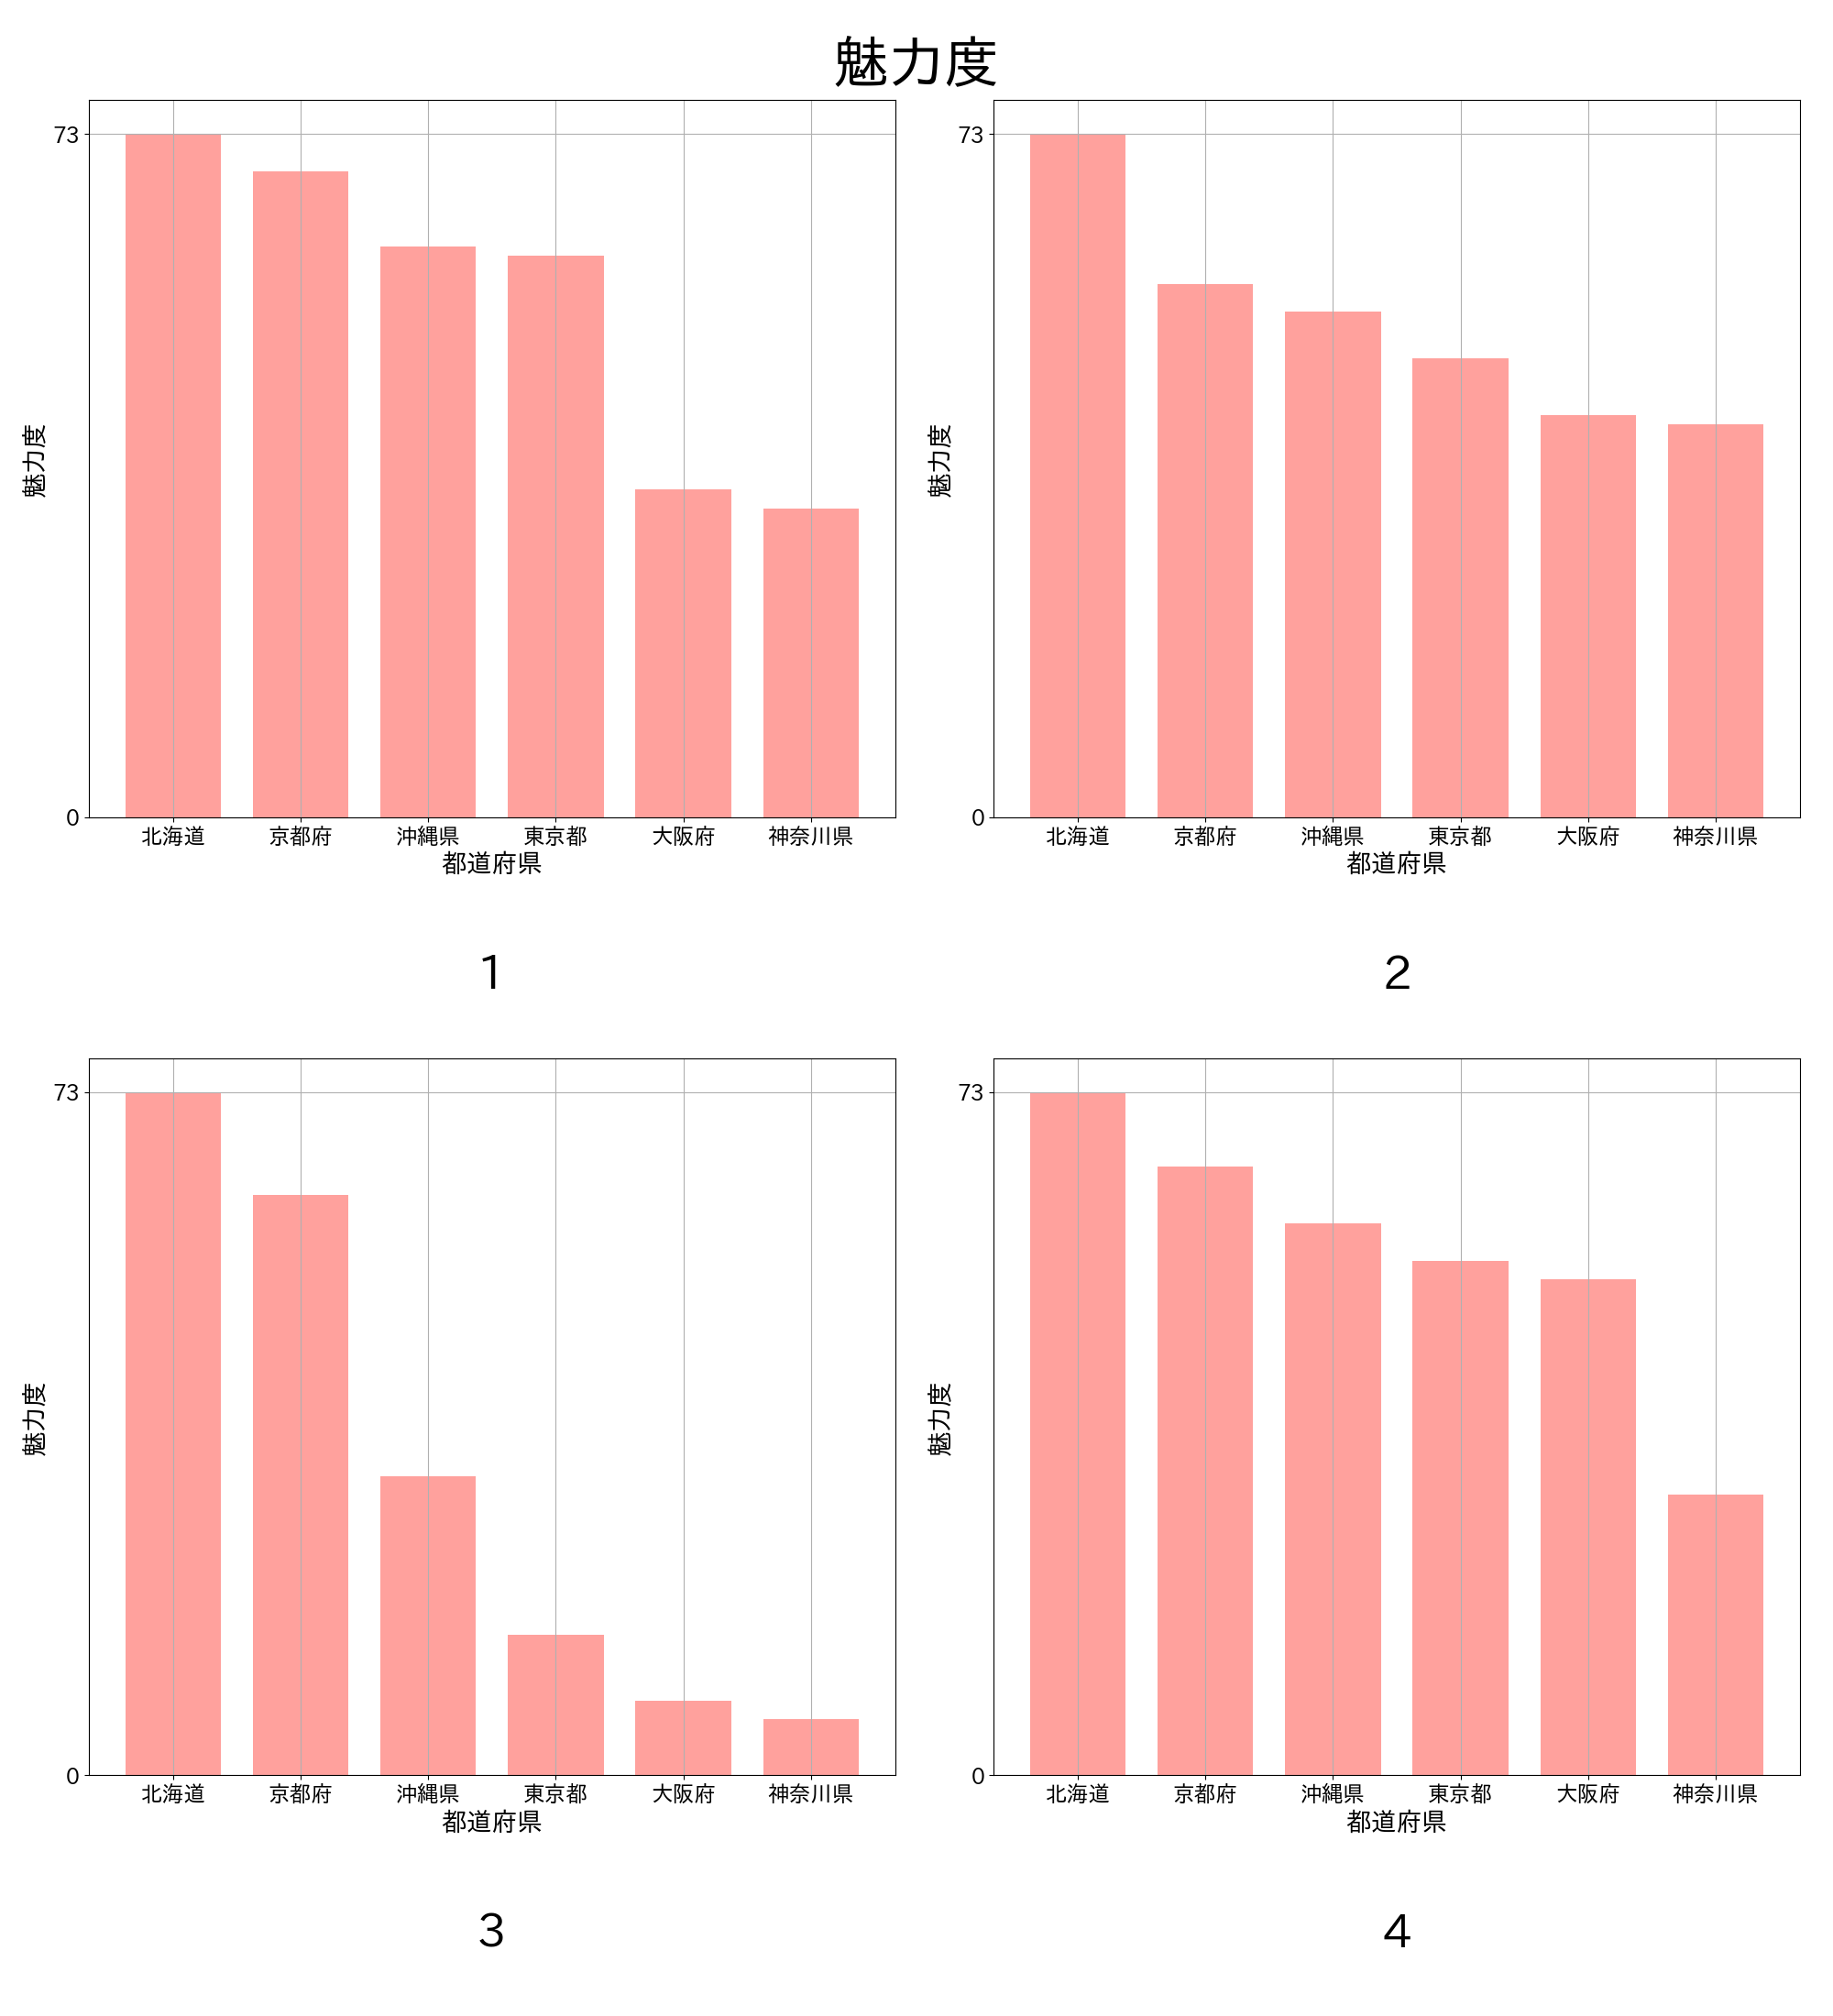 魅力度
73
魅力度
0
北海道 京都府 沖縄県 東京都 大阪府 神奈川県
都道府県
1
73
魅力度
0
北海道 京都府 沖縄県 東京都 大阪府 神奈川県
都道府県
2
73
魅力度
0
北海道 京都府 沖縄県 東京都 大阪府 神奈川県
都道府県
3
73
魅力度
0
北海道 京都府 沖縄県 東京都 大阪府 神奈川県
都道府県
4